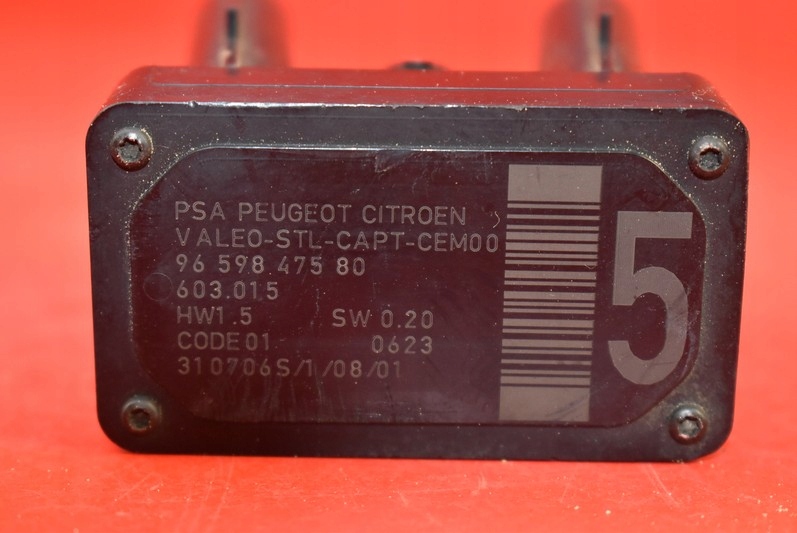 PSA PEUGEOT CITROEN
VALEO-STL-CAPT-CEM00
96 598 475 80
603.015
HW1.5 SW 0.20
CODE 01 0623
310706S/1/08/01
5